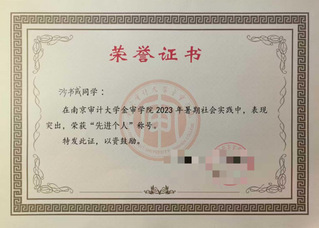 荣誉证书
同学：
在南京审计大学金审学院2023年暑期社会实践中，表现
突出，荣获“先进个人”称号。
特发此证，以资鼓励。